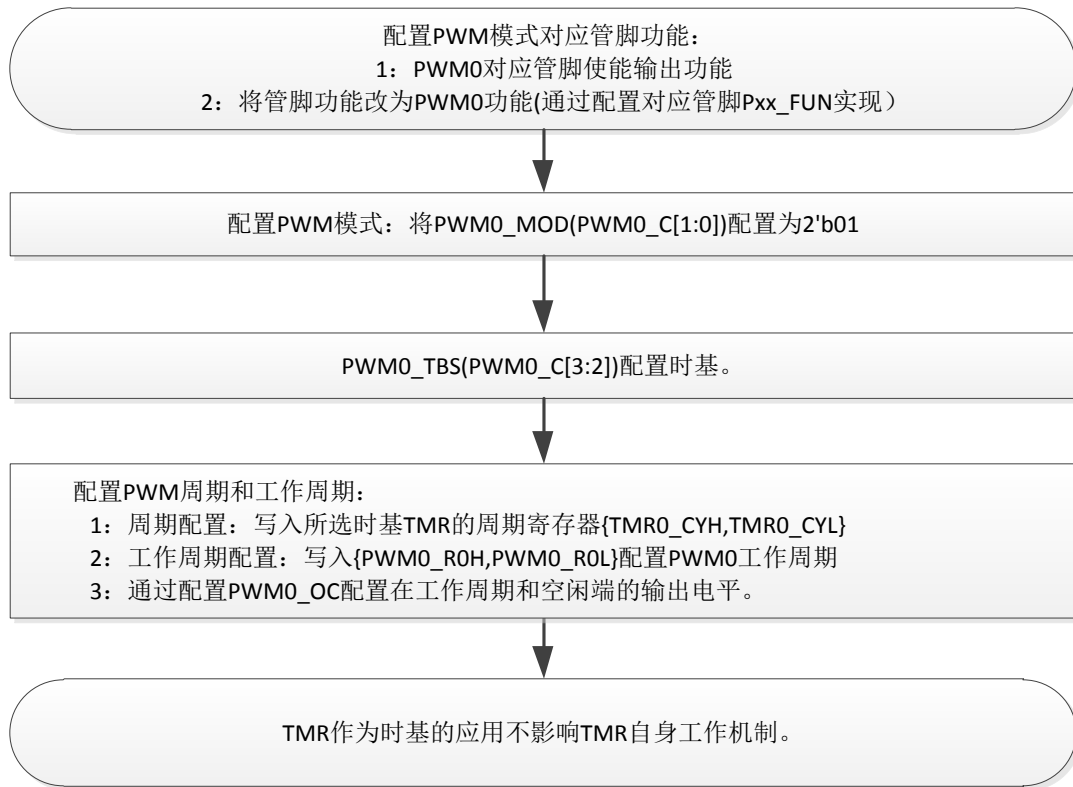 配置PWM模式对应管脚功能：
1：PWM0对应管脚使能输出功能
2：将管脚功能改为PWM0功能(通过配置对应管脚Pxx_FUN实现）
配置PWM模式：将PWM0_MOD(PWM0_C[1:0])配置为2'b01
PWM0_TBS(PWM0_C[3:2])配置时基。
配置PWM周期和工作周期：
1：周期配置：写入所选时基TMR的周期寄存器{TMR0_CYH,TMR0_CYL}
2：工作周期配置：写入{PWM0_R0H,PWM0_R0L}配置PWM0工作周期
3：通过配置PWM0_OC配置在工作周期和空闲端的输出电平。
TMR作为时基的应用不影响TMR自身工作机制。